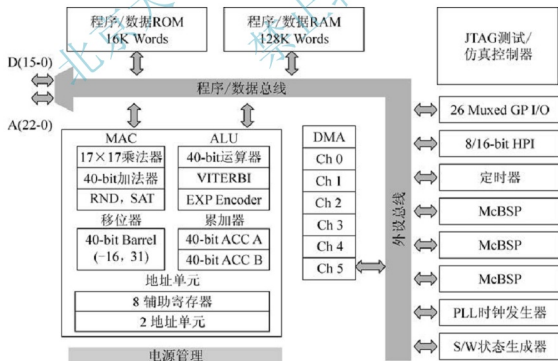 程序/数据ROM
16K Words
程序/数据RAM
128K Words
JTAG测试/
仿真控制器
D(15-0)
A(22-0)
程序/数据总线
MAC
17×17乘法器
40-bit加法器
RND，SAT
移位器
40-bit Barrel
(-16，31)
ALU
40-bit运算器
VITERBI
EXP Encoder
累加器
40-bit ACC A
40-bit ACC B
地址单元
8 辅助寄存器
2 地址单元
电源管理
DMA
Ch 0
Ch 1
Ch 2
Ch 3
Ch 4
Ch 5
外设总线
26 Muxed GP I/O
8/16-bit HPI
定时器
McBSP
McBSP
McBSP
PLL时钟发生器
S/W状态生成器